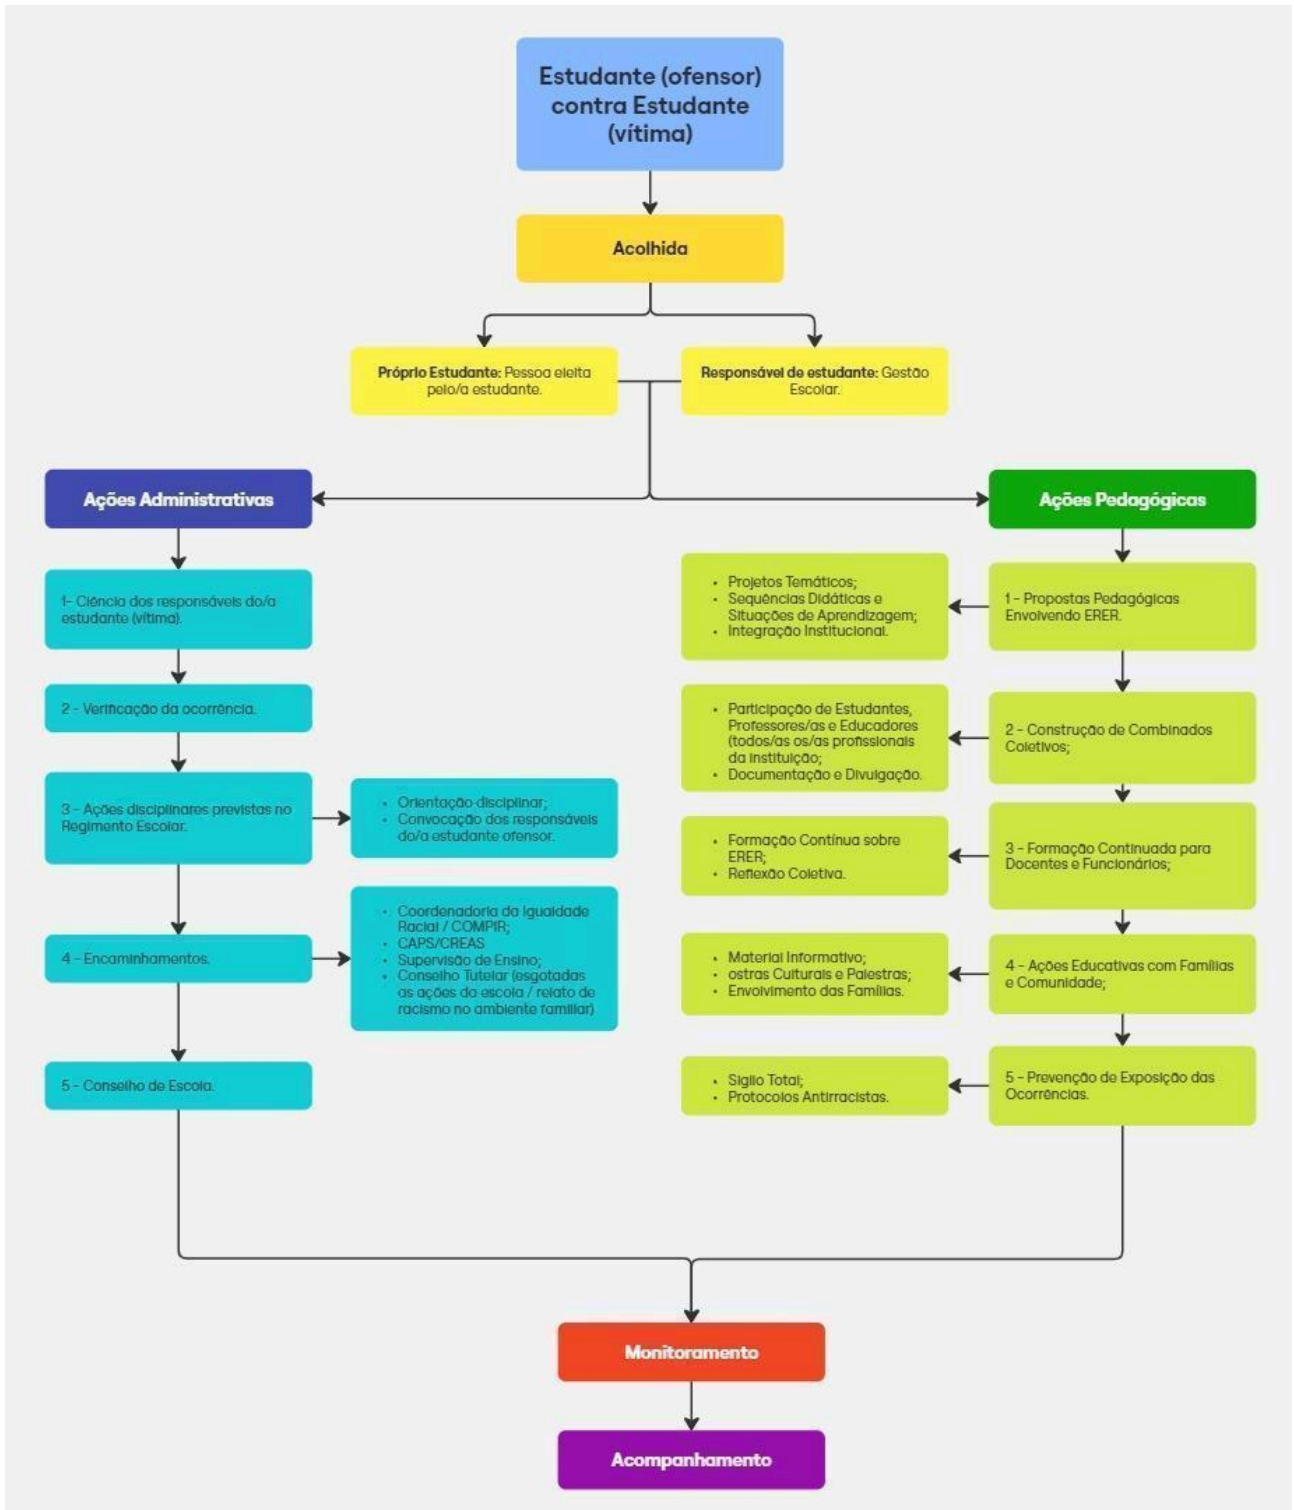 Estudante (ofensor)
contra Estudante
(vítima)
Acolhida
Próprio Estudante: Pessoa eleita
pelo/a estudante.
Responsável de estudante: Gestão
Escolar.
Ações Administrativas
1- Ciência dos responsáveis do/a
estudante (vítima).
2 - Verificação da ocorrência.
3 - Ações disciplinares previstas no
Regimento Escolar.
• Orientação disciplinar;
• Convocação dos responsáveis
do/a estudante ofensor.
4 - Encaminhamentos.
• Coordenadoria da Igualdade
Racial / COMPIR;
• CAPS/CREAS
• Supervisão de Ensino;
• Conselho Tutelar (esgotadas
as ações da escola / relato de
racismo no ambiente familiar)
5 - Conselho de Escola.
Ações Pedagógicas
1 - Propostas Pedagógicas
Envolvendo ERER.
• Projetos Temáticos;
• Sequências Didáticas e
Situações de Aprendizagem;
• Integração Institucional.
2 - Construção de Combinados
Coletivos;
• Participação de Estudantes,
Professores/as e Educadores
(todos/as os/as profissionais
da instituição;
• Documentação e Divulgação.
3 - Formação Continuada para
Docentes e Funcionários;
• Formação Contínua sobre
ERER;
• Reflexão Coletiva.
4 - Ações Educativas com Famílias
e Comunidade;
• Material Informativo;
• ostras Culturais e Palestras;
• Envolvimento das Famílias.
5 - Prevenção de Exposição das
Ocorrências.
• Sigilo Total;
• Protocolos Antirracistas.
Monitoramento
Acompanhamento